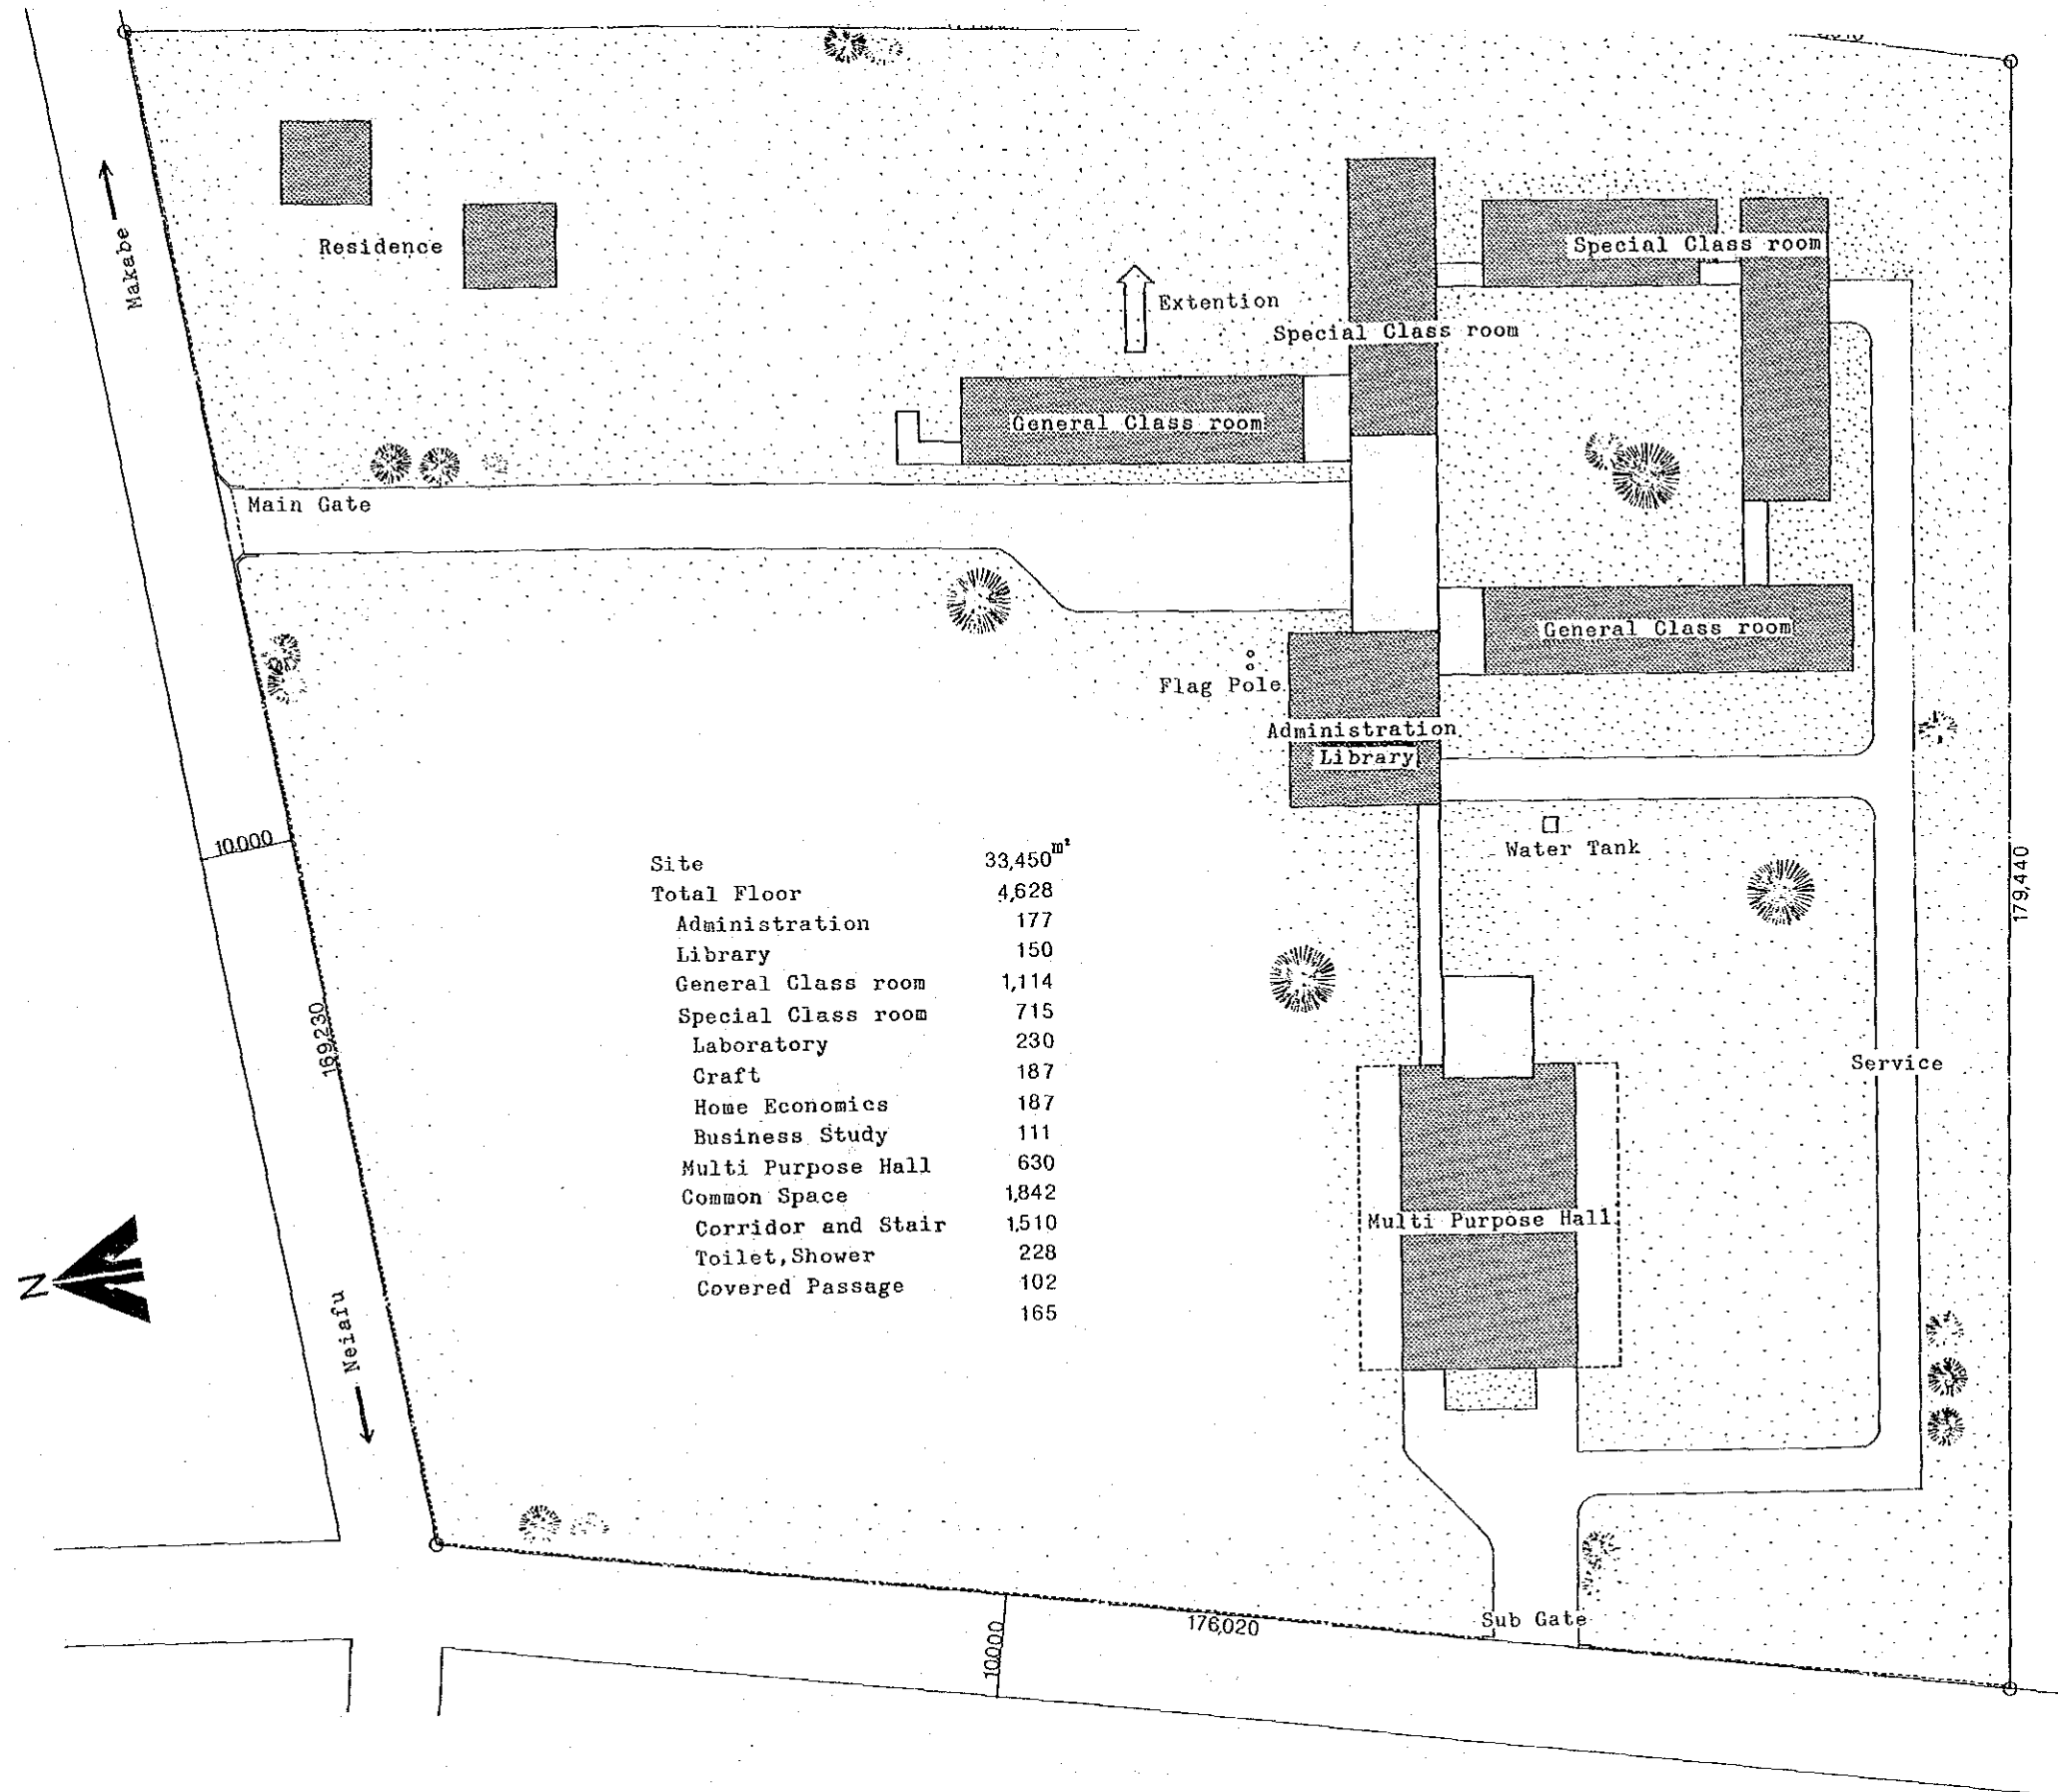 Residence
Makabe
Special Class room
Extention
Special Class room
General Class room
Main Gate
General Class room
Flag Pole
Administration
Library
10.000
Water Tank
179,440
Site 33,450 m²
Total Floor 4,628
Administration 177
Library 150
General Class room 1,114
Special Class room 715
Laboratory 230
Craft 187
Home Economics 187
Business Study 111
Multi Purpose Hall 630
Common Space 1,842
Corridor and Stair 1,510
Toilet,Shower 228
Covered Passage 102
165
169,230
Service
Multi Purpose Hall
N
Neiafu
Sub Gate
176,020
10.000